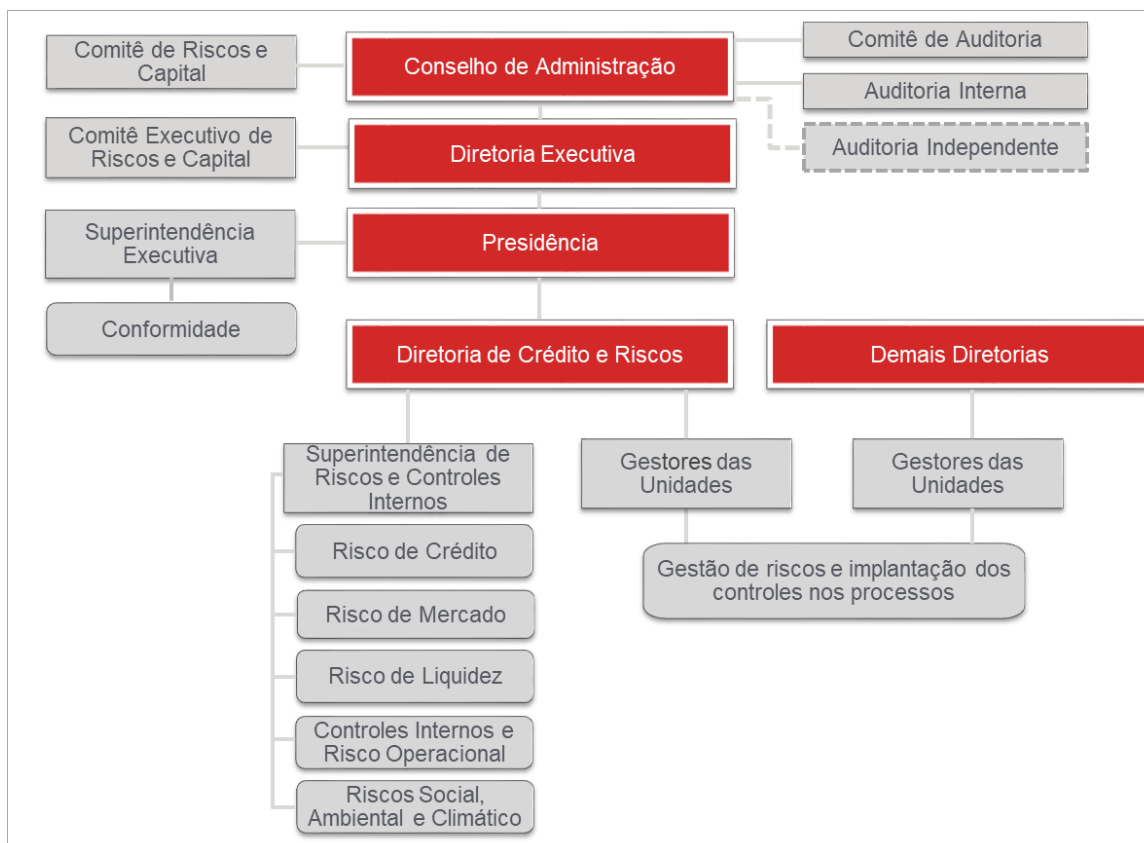 Comitê de Riscos e
Capital
Conselho de Administração
Comitê de Auditoria
Auditoria Interna
Comitê Executivo de
Riscos e Capital
Diretoria Executiva
Auditoria Independente
Superintendência
Executiva
Presidência
Conformidade
Diretoria de Crédito e Riscos
Demais Diretorias
Superintendência de
Riscos e Controles
Internos
Gestores das
Unidades
Gestores das
Unidades
Risco de Crédito
Gestão de riscos e implantação dos
controles nos processos
Risco de Mercado
Risco de Liquidez
Controles Internos e
Risco Operacional
Riscos Social,
Ambiental e Climático